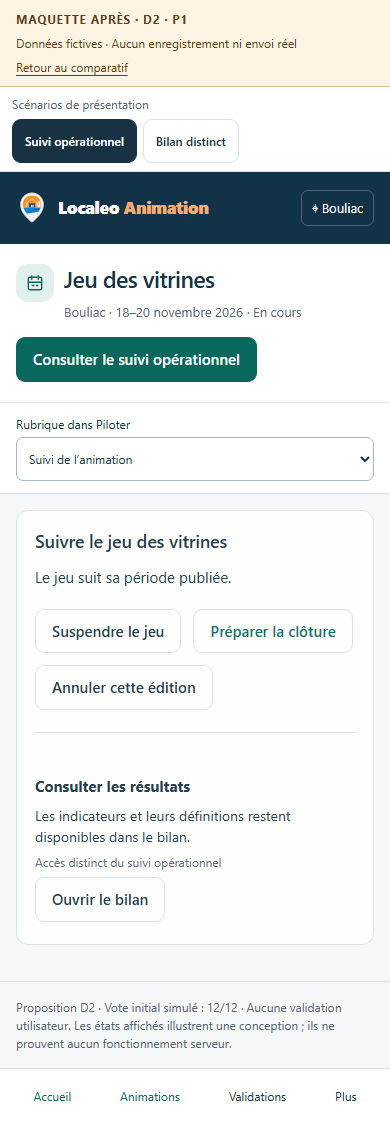 MAQUETTE APRÈS · D2 · P1
Données fictives · Aucun enregistrement ni envoi réel
Retour au comparatif
Scénarios de présentation
Suivi opérationnel
Bilan distinct
Localeo Animation
Bouliac
Jeu des vitrines
Bouliac · 18–20 novembre 2026 · En cours
Consulter le suivi opérationnel
Rubrique dans Piloter
Suivi de l'animation
Suivre le jeu des vitrines
Le jeu suit sa période publiée.
Suspendre le jeu
Préparer la clôture
Annuler cette édition
Consulter les résultats
Les indicateurs et leurs définitions restent
disponibles dans le bilan.
Accès distinct du suivi opérationnel
Ouvrir le bilan
Proposition D2 · Vote initial simulé : 12/12 · Aucune validation
utilisateur. Les états affichés illustrent une conception ; ils ne
prouvent aucun fonctionnement serveur.
Accueil
Animations
Validations
Plus